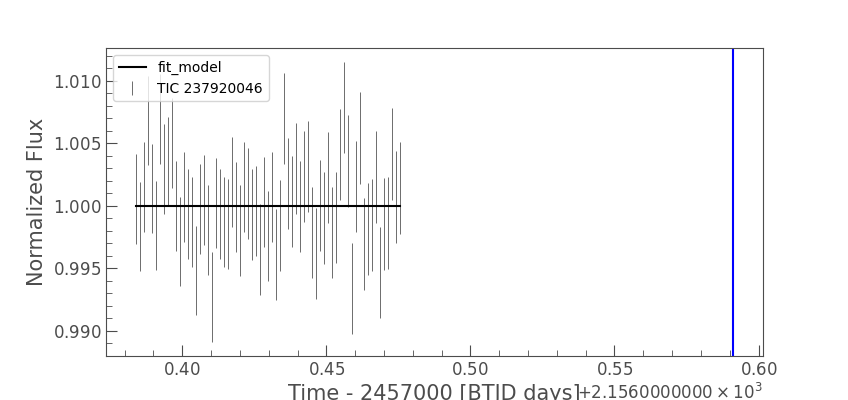 fit_model
TIC 237920046
1.010
1.005
1.000
0.995
0.990
Normalized Flux
0.40 0.45 0.50 0.55 0.60
Time - 2457000 [BTJD days]
+2.1560000000 × 10³